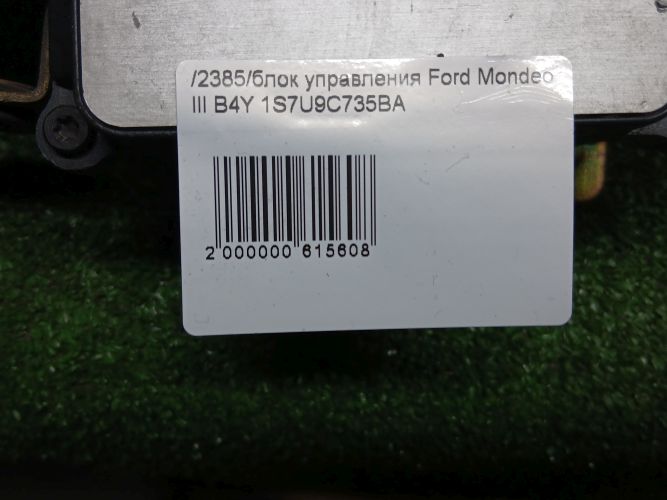 /2385/блок управления Ford Mondeo
III B4Y 1S7U9C735BA
2 000000 615608